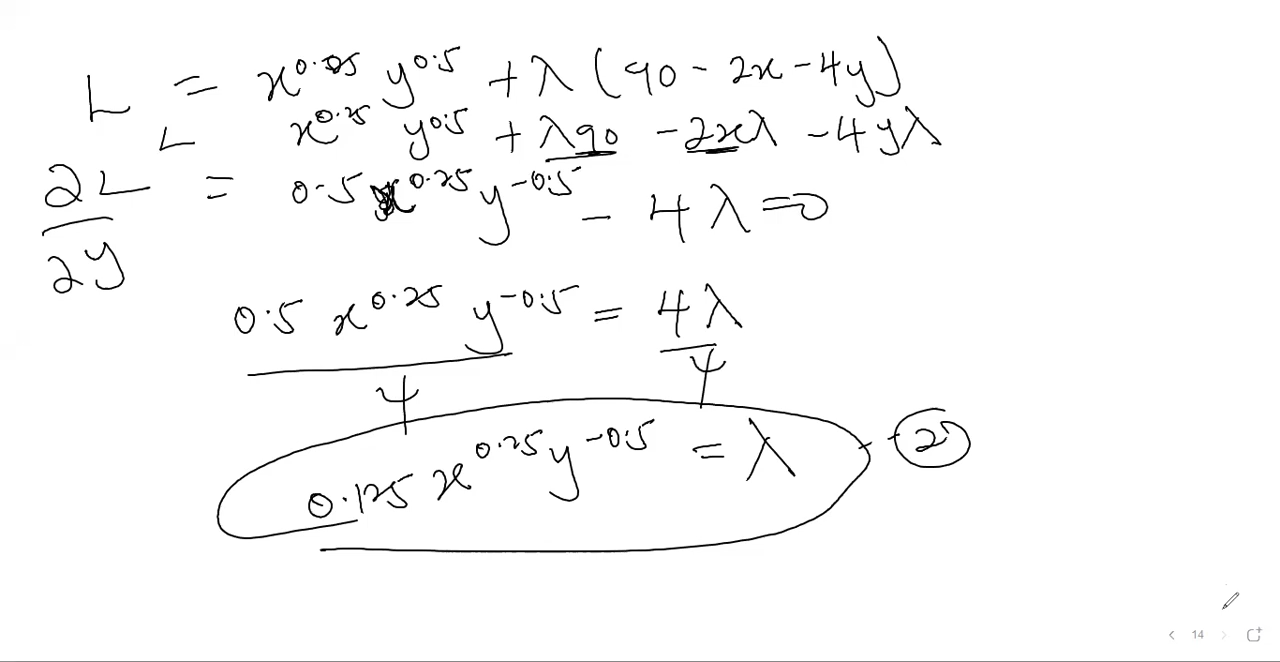 L = x^0.25 y^0.5 + λ (90 - 2x - 4y)
L x^0.25 y^0.5 + λ90 - 2xλ - 4yλ
∂L/∂y = 0.5 x^0.25 y^-0.5 - 4λ = 0
0.5 x^0.25 y^-0.5 / 4 = 4λ / 4
0.125 x^0.25 y^-0.5 = λ - - (2)
< 14 >